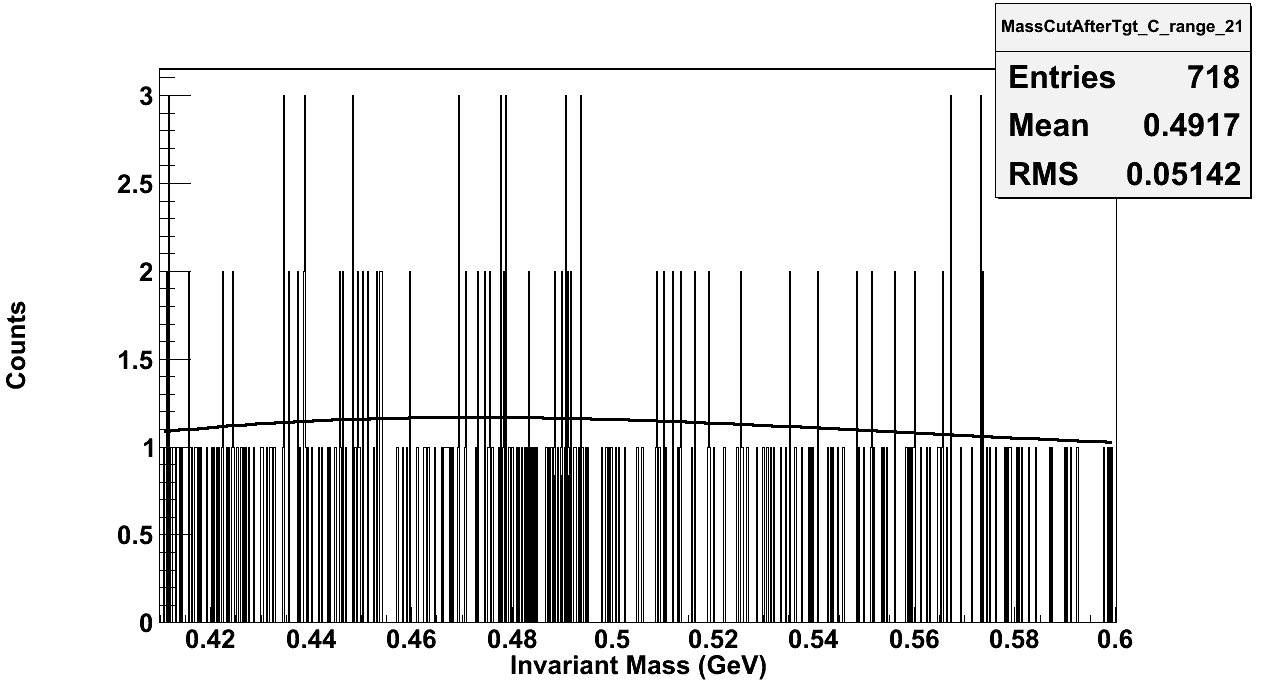 MassCutAfterTgt_C_range_21
Entries 718
Mean 0.4917
RMS 0.05142
3
2.5
2
1.5
1
0.5
0
Counts
0.42 0.44 0.46 0.48 0.5 0.52 0.54 0.56 0.58 0.6
Invariant Mass (GeV)